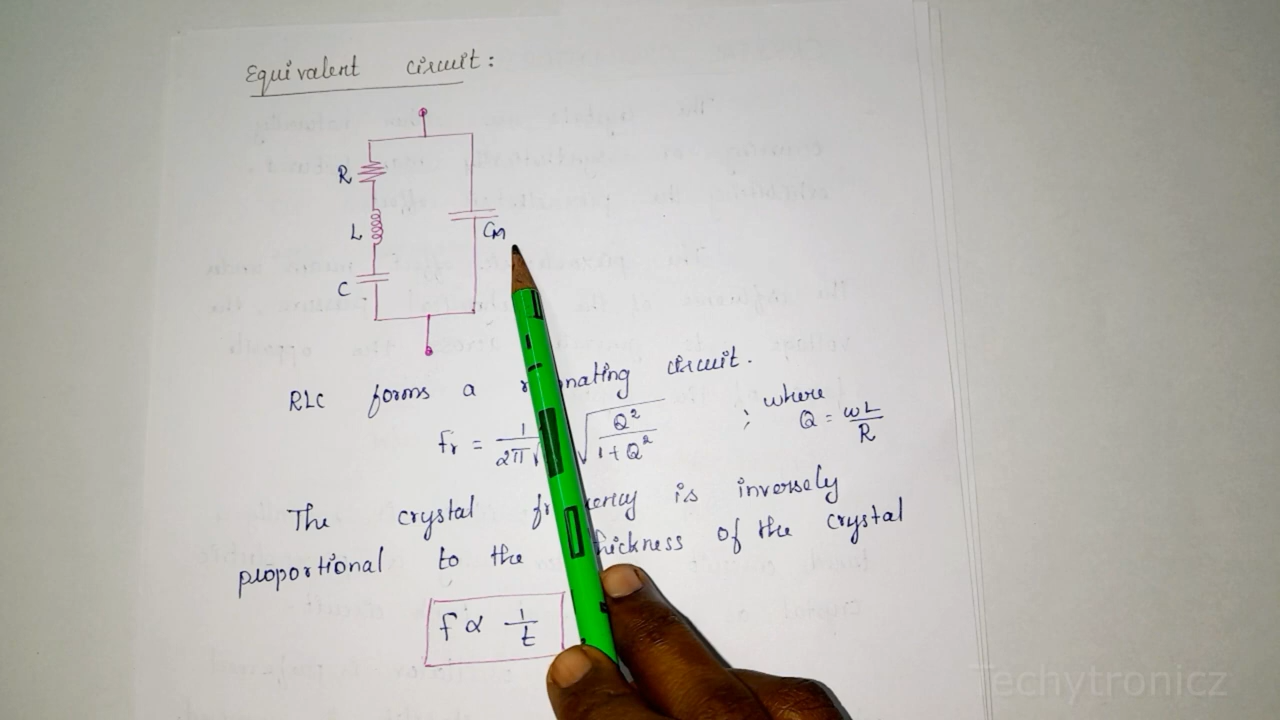 Equivalent circuit:
R
L
C
CM
RLC forms a circuit.
fr = 1/2π√ √(Q²/1+Q²) ; where Q = ωL/R
The crystal is inversely
proportional to the thickness of the crystal
f ∝ 1/t
Techytronicz